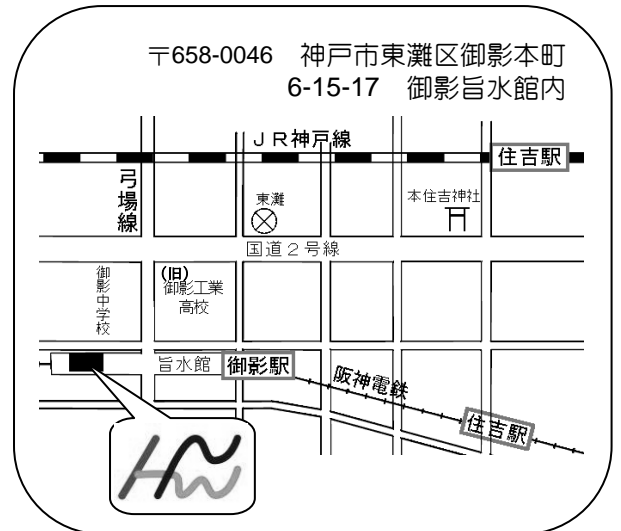 〒658-0046　神戸市東灘区御影本町
6-15-17　御影旨水館内
ＪＲ神戸線
住吉駅
弓場線
東灘
本住吉神社
国道２号線
御影中学校
(旧)
御影工業
高校
旨水館
御影駅
阪神電鉄
住吉駅